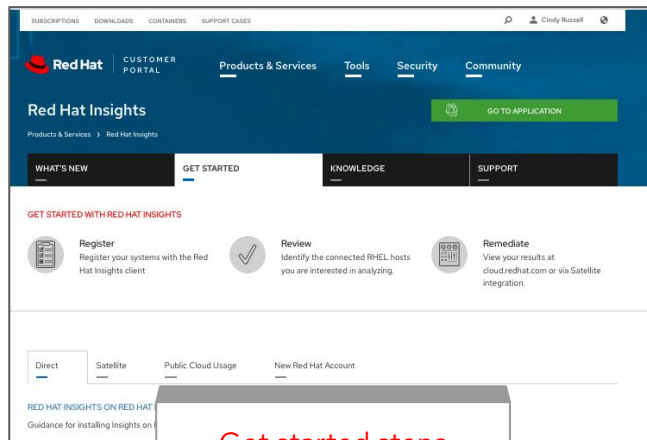 SUBSCRIPTIONS DOWNLOADS CONTAINERS SUPPORT CASES Cindy Russell
Red Hat CUSTOMER PORTAL Products & Services Tools Security Community
Red Hat Insights GO TO APPLICATION
Products & Services > Red Hat Insights
WHAT'S NEW GET STARTED KNOWLEDGE SUPPORT
GET STARTED WITH RED HAT INSIGHTS
Register
Register your systems with the Red
Hat Insights client
Review
Identify the connected RHEL hosts
you are interested in analyzing.
Remediate
View your results at
cloud.redhat.com or via Satellite
integration.
Direct Satellite Public Cloud Usage New Red Hat Account
RED HAT INSIGHTS ON RED HAT
Guidance for installing Insights on
Get started steps